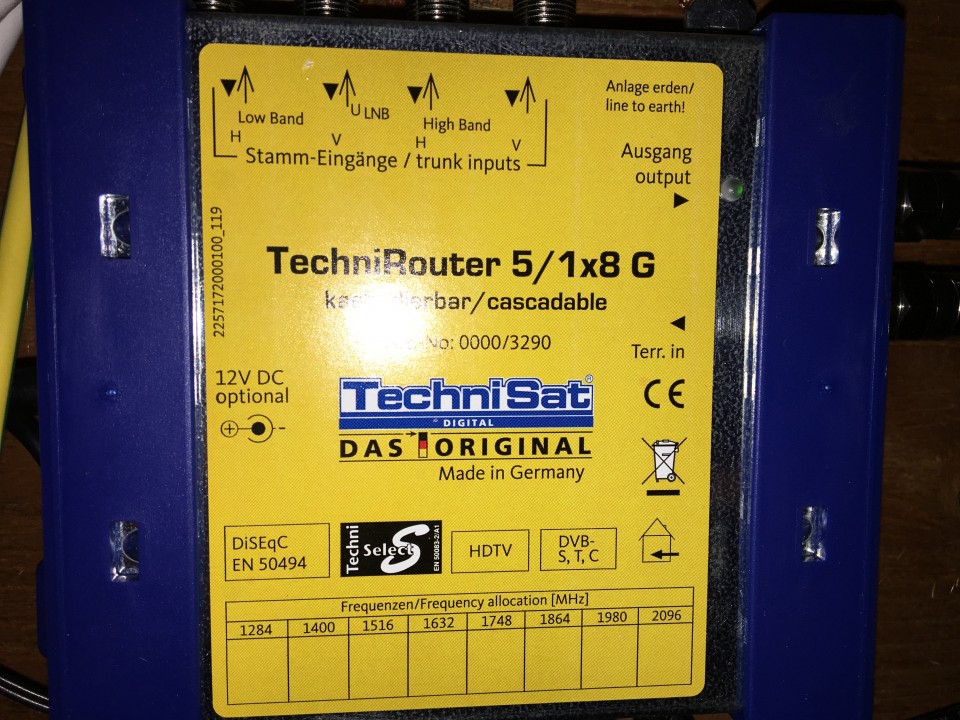 Anlage erden/
line to earth!
Low Band
U LNB
High Band
H
V
H
V
Stamm-Eingänge / trunk inputs
Ausgang
output
2257172000100_119
TechniRouter 5/1x8 G
/cascadable
No: 0000/3290
Terr. in
12V DC
optional
+
-
TechniSat®
DIGITAL
DAS ORIGINAL
Made in Germany
CE
DiSEqC
EN 50494
Techni
Select
S
EN 50083-2/A1
HDTV
DVB-
S, T, C
Frequenzen/Frequency allocation [MHz]
1284 1400 1516 1632 1748 1864 1980 2096